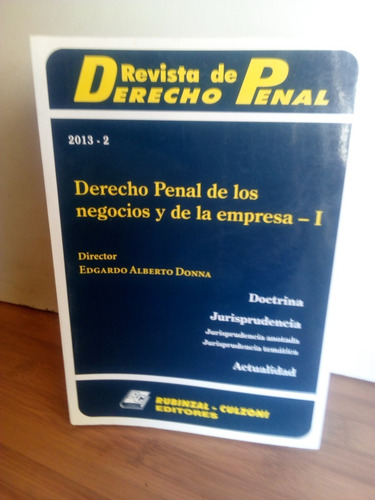 Revista de
DERECHO PENAL
2013 - 2
Derecho Penal de los
negocios y de la empresa – I
Director
EDGARDO ALBERTO DONNA
Doctrina
Jurisprudencia
Jurisprudencia anotada
Jurisprudencia temática
Actualidad
RUBINZAL - CULZONI
EDITORES